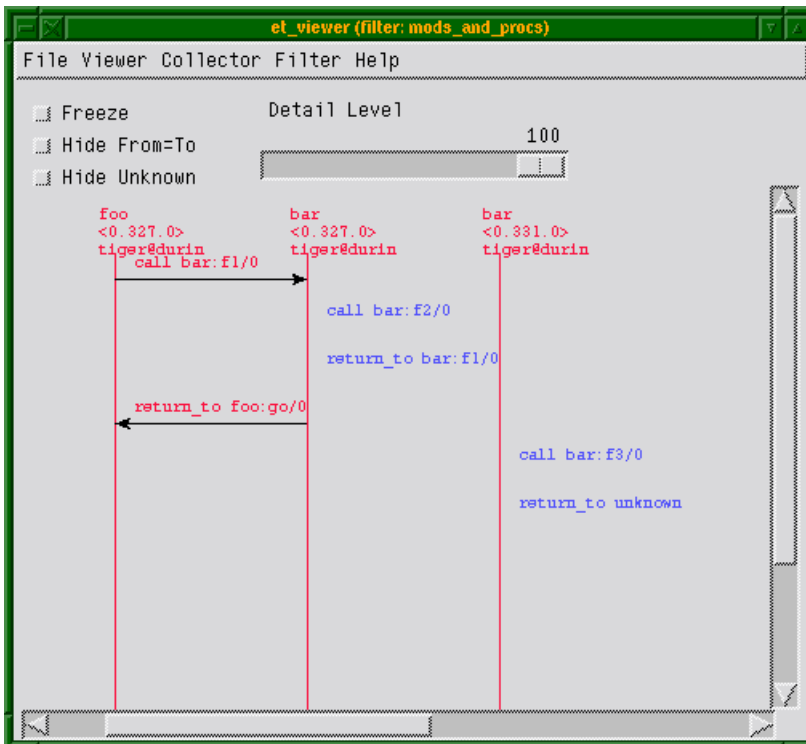 et_viewer (filter: mods_and_procs)
File Viewer Collector Filter Help
Freeze
Detail Level
Hide From=To
100
Hide Unknown
foo
<0.327.0>
tiger@durin
bar
<0.327.0>
tiger@durin
bar
<0.331.0>
tiger@durin
call bar:f1/0
call bar:f2/0
return_to bar:f1/0
return_to foo:go/0
call bar:f3/0
return_to unknown